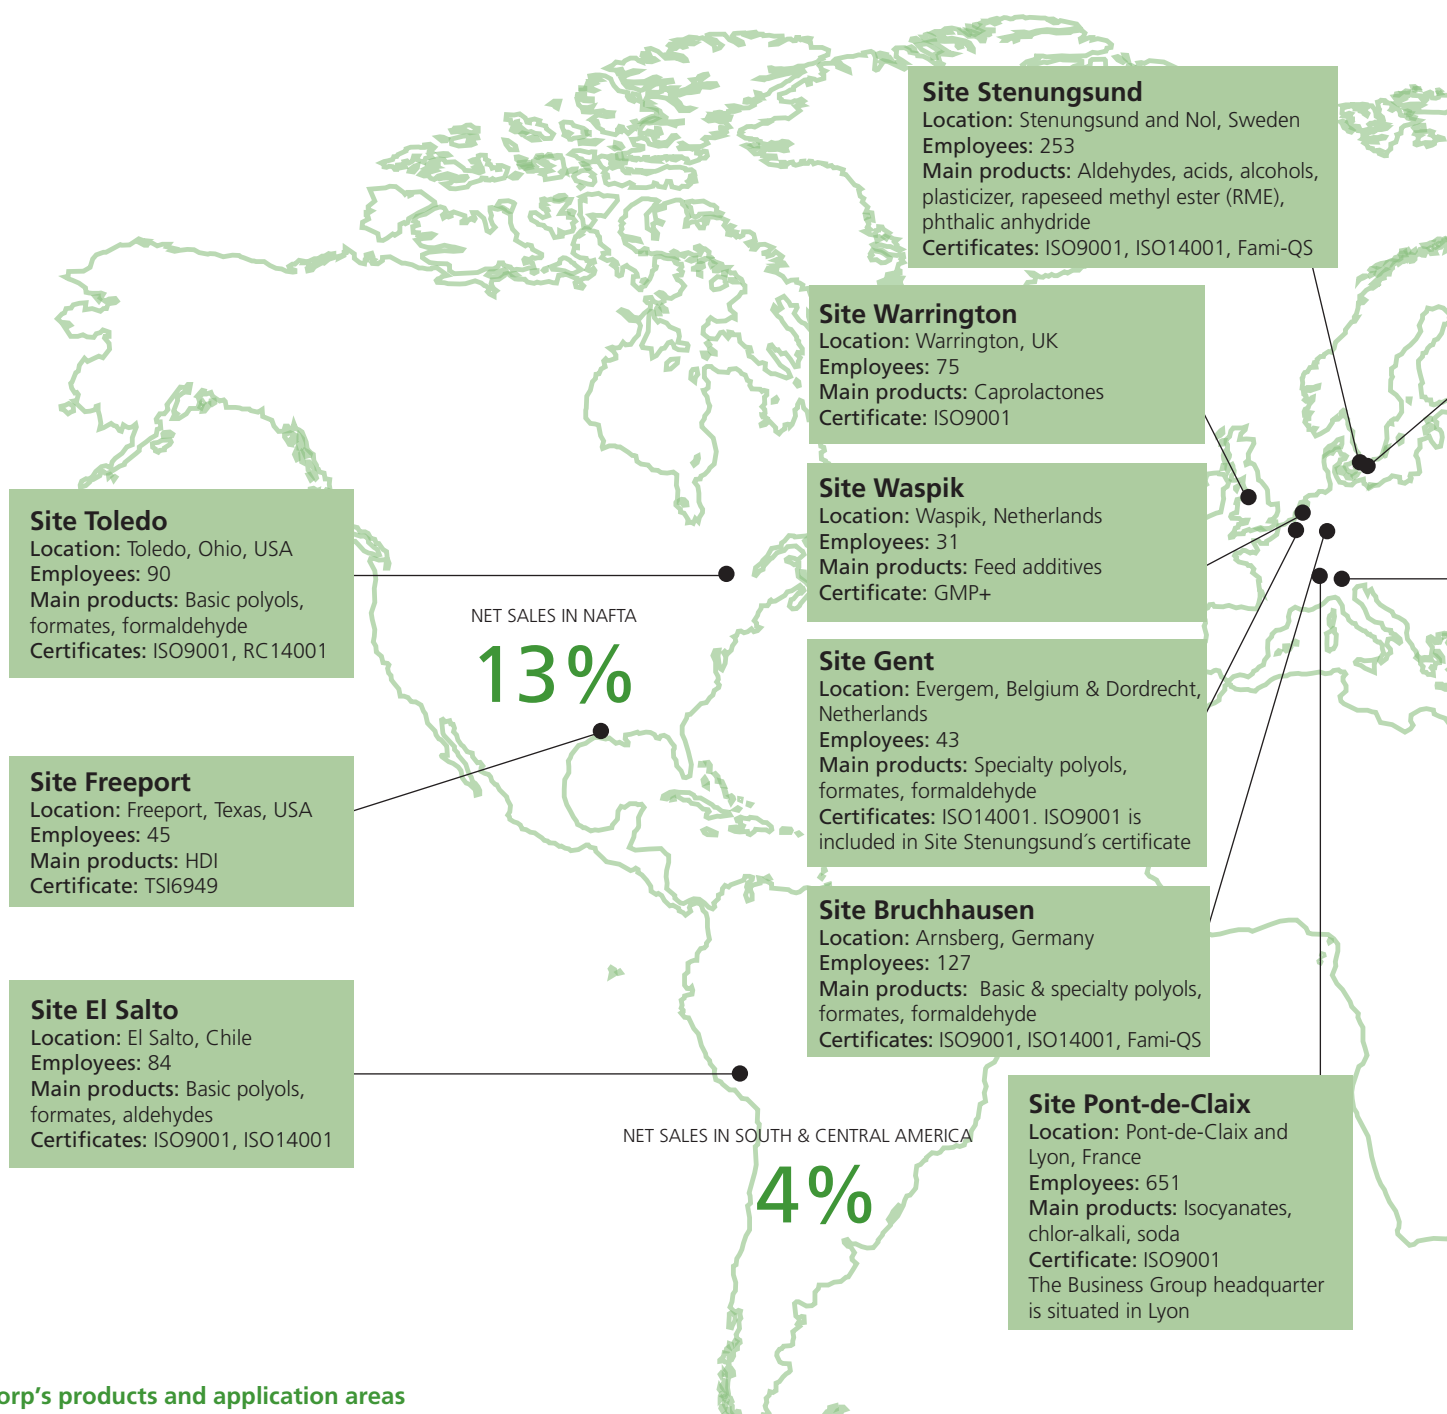 Site Stenungsund
Location: Stenungsund and Nol, Sweden
Employees: 253
Main products: Aldehydes, acids, alcohols,
plasticizer, rapeseed methyl ester (RME),
phthalic anhydride
Certificates: ISO9001, ISO14001, Fami-QS
Site Warrington
Location: Warrington, UK
Employees: 75
Main products: Caprolactones
Certificate: ISO9001
Site Waspik
Location: Waspik, Netherlands
Employees: 31
Main products: Feed additives
Certificate: GMP+
Site Toledo
Location: Toledo, Ohio, USA
Employees: 90
Main products: Basic polyols,
formates, formaldehyde
Certificates: ISO9001, RC14001
NET SALES IN NAFTA
13%
Site Gent
Location: Evergem, Belgium & Dordrecht,
Netherlands
Employees: 43
Main products: Specialty polyols,
formates, formaldehyde
Certificates: ISO14001. ISO9001 is
included in Site Stenungsund´s certificate
Site Freeport
Location: Freeport, Texas, USA
Employees: 45
Main products: HDI
Certificate: TSI6949
Site Bruchhausen
Location: Arnsberg, Germany
Employees: 127
Main products: Basic & specialty polyols,
formates, formaldehyde
Certificates: ISO9001, ISO14001, Fami-QS
Site El Salto
Location: El Salto, Chile
Employees: 84
Main products: Basic polyols,
formates, aldehydes
Certificates: ISO9001, ISO14001
NET SALES IN SOUTH & CENTRAL AMERICA
4%
Site Pont-de-Claix
Location: Pont-de-Claix and
Lyon, France
Employees: 651
Main products: Isocyanates,
chlor-alkali, soda
Certificate: ISO9001
The Business Group headquarter
is situated in Lyon
orp's products and application areas